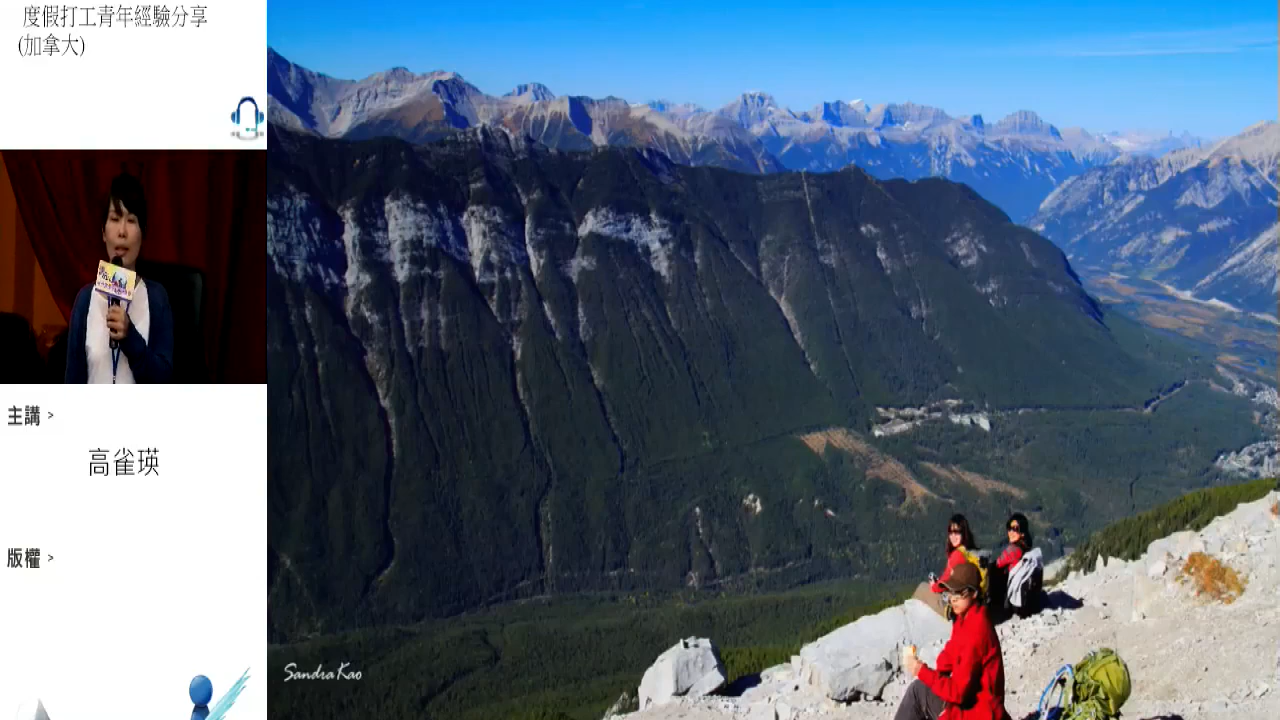 度假打工青年經驗分享
(加拿大)
主講 >
高雀瑛
版權 >
Sandra Kao